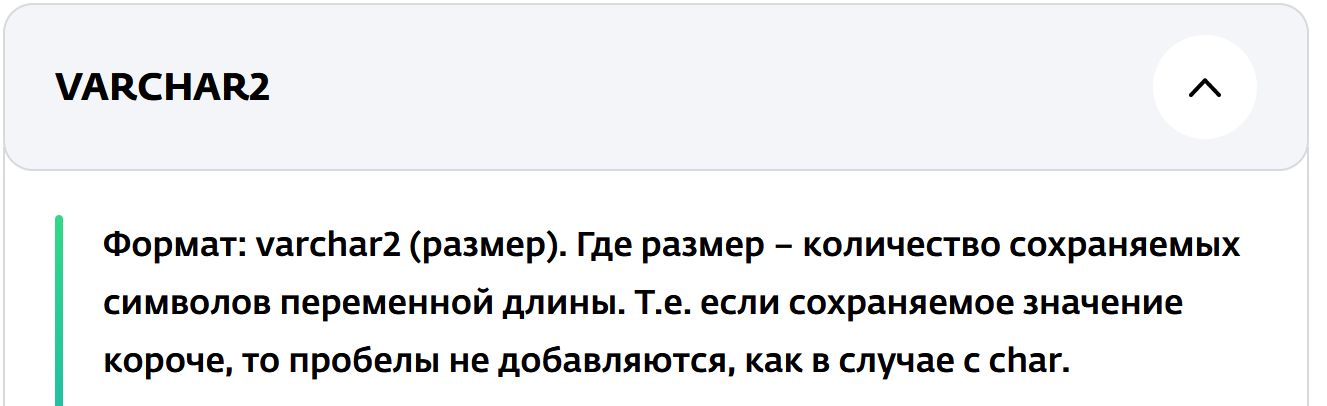 VARCHAR2
Формат: varchar2 (размер). Где размер – количество сохраняемых
символов переменной длины. Т.е. если сохраняемое значение
короче, то пробелы не добавляются, как в случае с char.